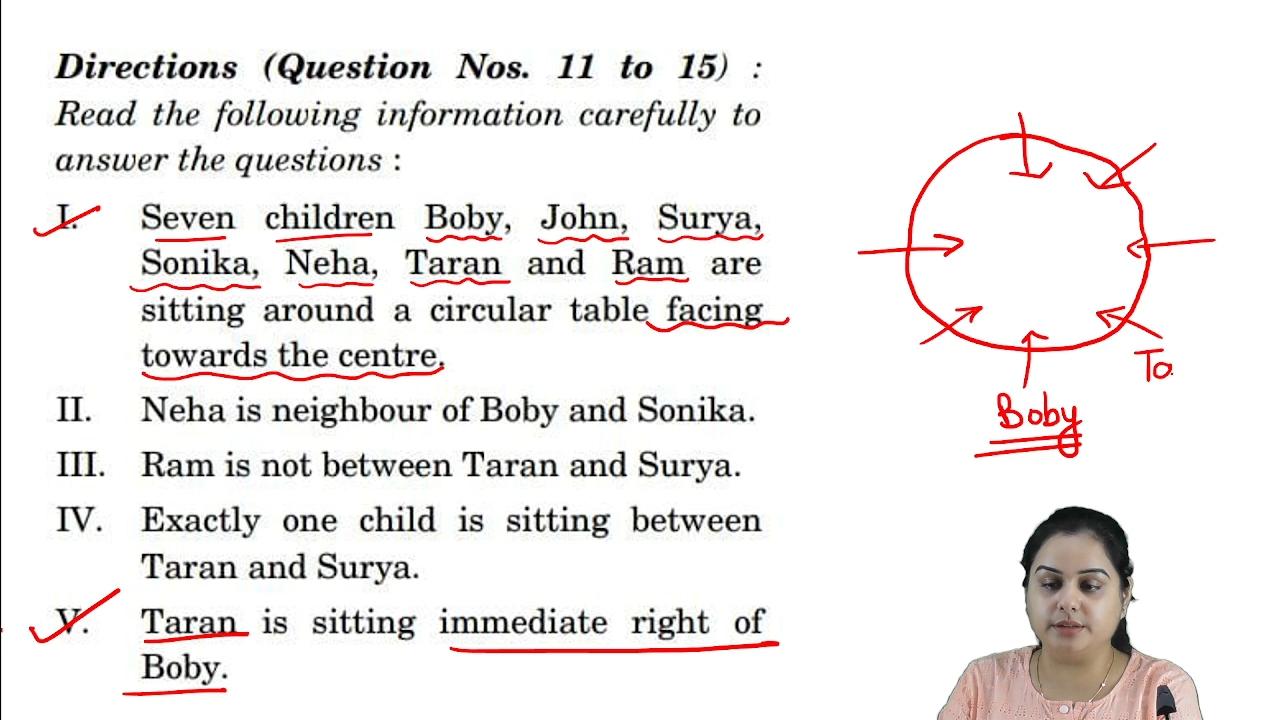 Directions (Question Nos. 11 to 15) :
Read the following information carefully to
answer the questions :
I. Seven children Boby, John, Surya,
Sonika, Neha, Taran and Ram are
sitting around a circular table facing
towards the centre.
II. Neha is neighbour of Boby and Sonika.
III. Ram is not between Taran and Surya.
IV. Exactly one child is sitting between
Taran and Surya.
V. Taran is sitting immediate right of
Boby.
Ta
Boby